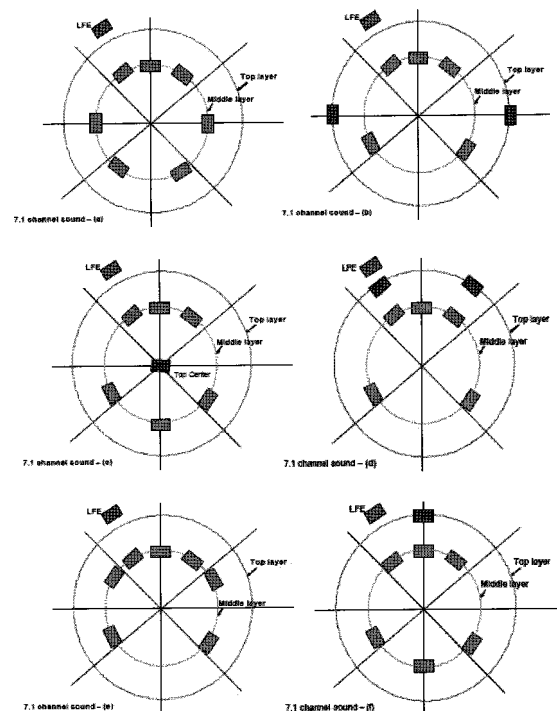 LFE
Top layer
Middle layer
7.1 channel sound – (a)
LFE
Top layer
Middle layer
7.1 channel sound – (b)
LFE
Top layer
Middle layer
Top Center
7.1 channel sound – (c)
LFE
Top layer
Middle layer
7.1 channel sound – (d)
LFE
Top layer
Middle layer
7.1 channel sound – (e)
LFE
Top layer
Middle layer
7.1 channel sound – (f)